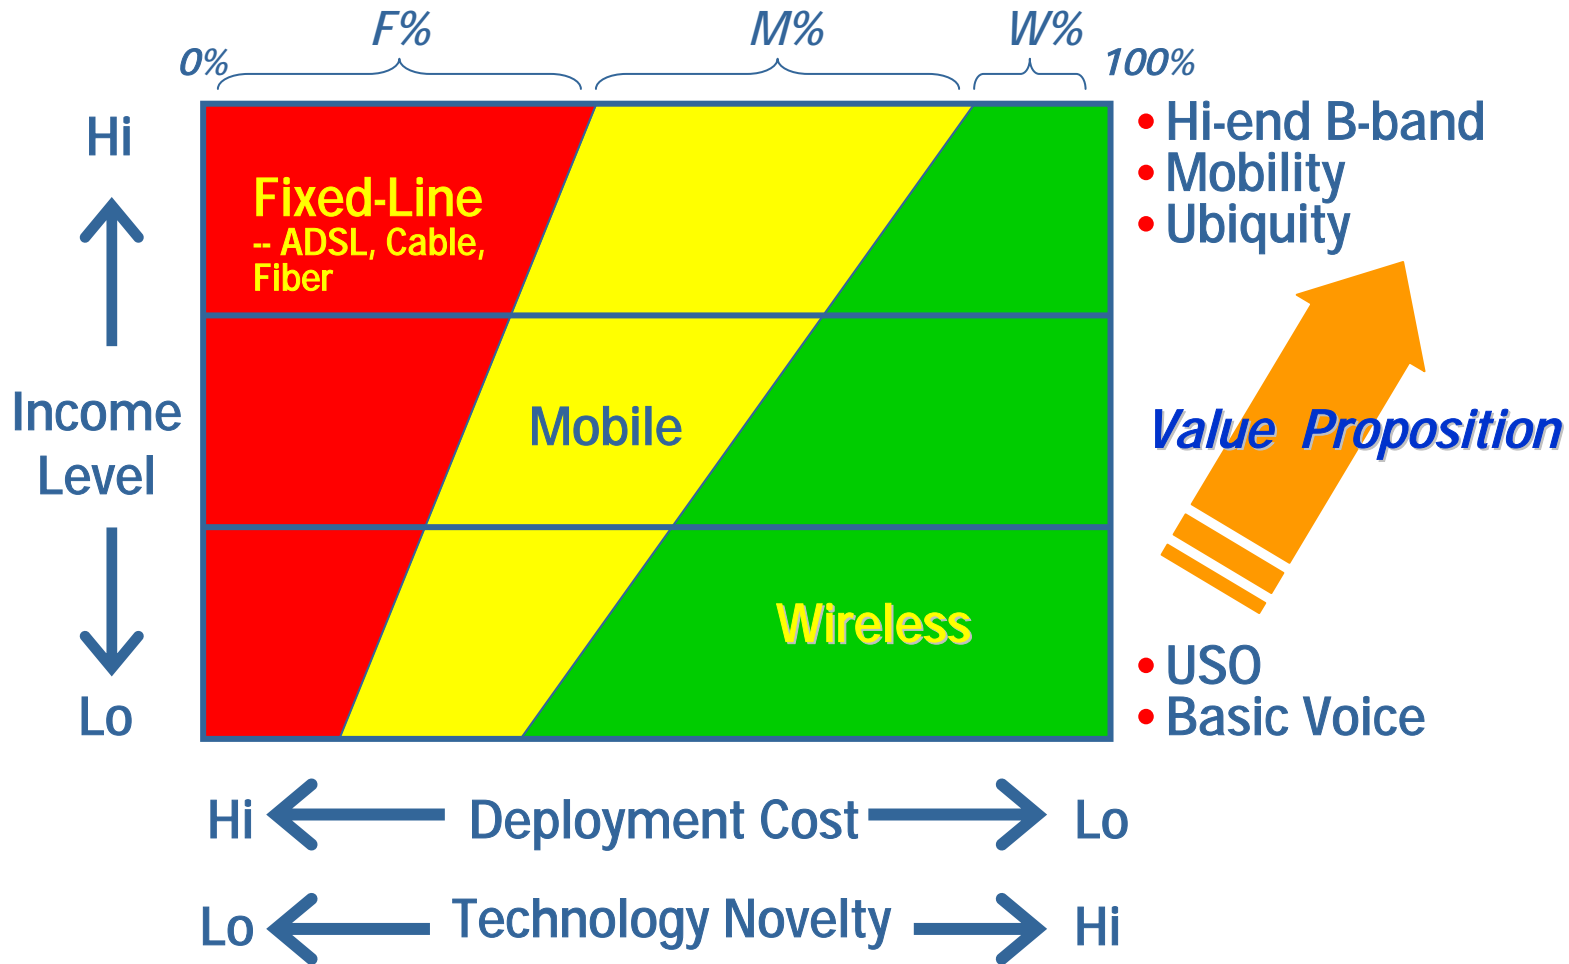 F%
M%
W%
0%
100%
Hi
Fixed-Line
-- ADSL, Cable,
Fiber
• Hi-end B-band
• Mobility
• Ubiquity
Income
Level
Mobile
Value Proposition
Wireless
Lo
• USO
• Basic Voice
Hi
Deployment Cost
Lo
Lo
Technology Novelty
Hi